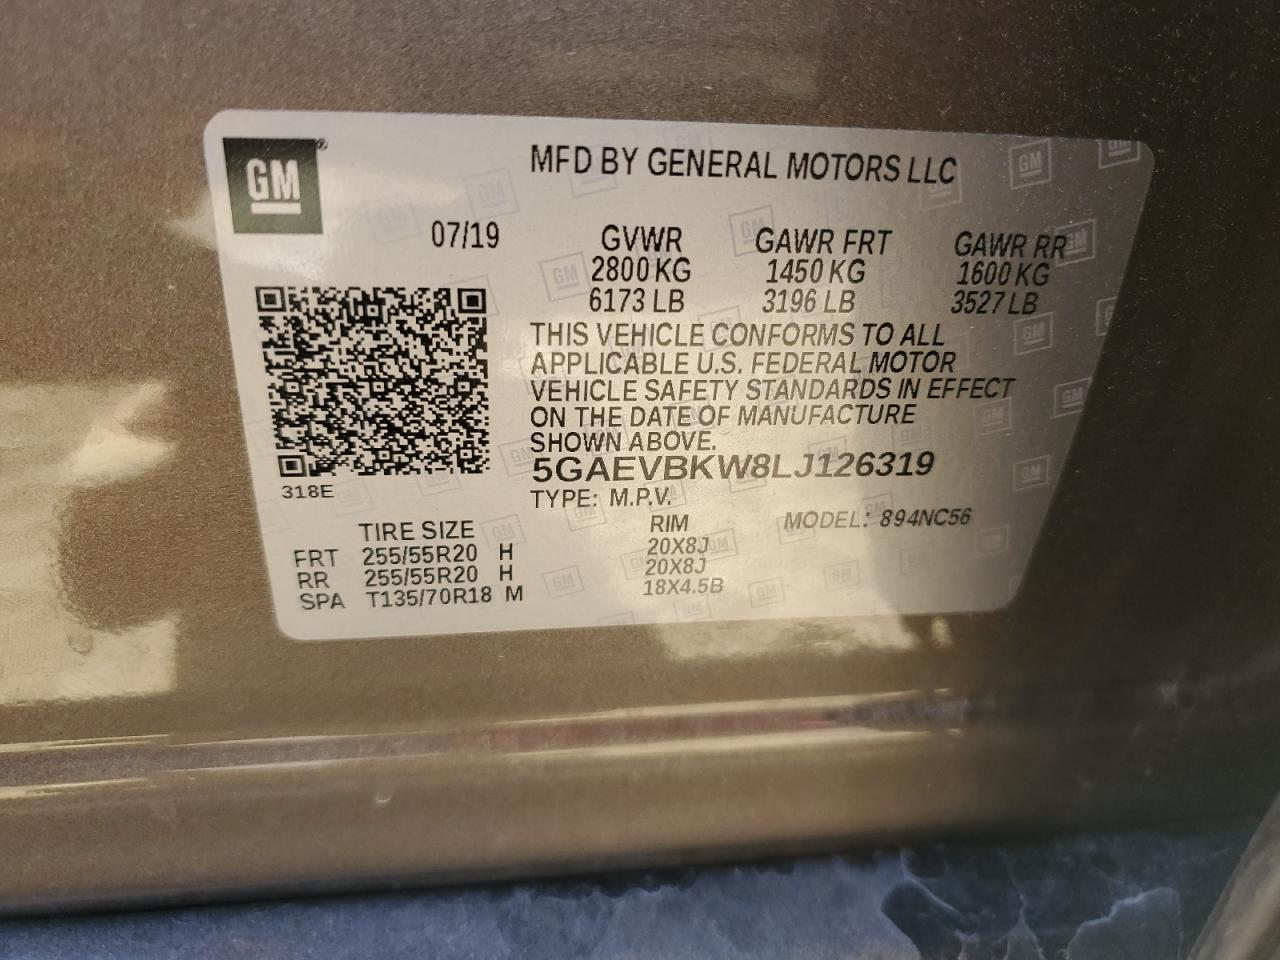 GM
MFD BY GENERAL MOTORS LLC
07/19
GVWR GAWR FRT GAWR RR
2800 KG 1450 KG 1600 KG
6173 LB 3196 LB 3527 LB
THIS VEHICLE CONFORMS TO ALL
APPLICABLE U.S. FEDERAL MOTOR
VEHICLE SAFETY STANDARDS IN EFFECT
ON THE DATE OF MANUFACTURE
SHOWN ABOVE.
5GAEVBKW8LJ126319
318E
TYPE: M.P.V.
MODEL: 894NC56
TIRE SIZE RIM
FRT 255/55R20 H 20X8J
RR 255/55R20 H 20X8J
SPA T135/70R18 M 18X4.5B